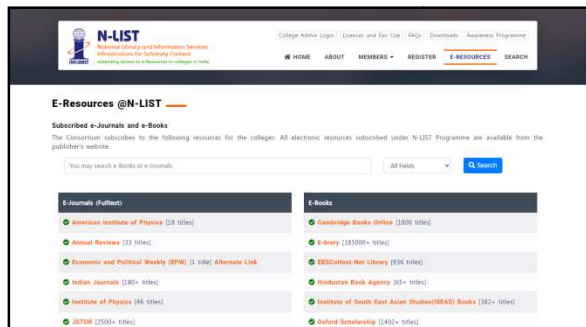 N-LIST
National Library and Information Services
Infrastructure for Scholarly Content
extending access to e-Resources to colleges in India
INFLIBNET
College Admin Login Licences and Fair Use FAQs Downloads Awareness Programme
HOME ABOUT MEMBERS REGISTER E-RESOURCES SEARCH
E-Resources @N-LIST
Subscribed e-Journals and e-Books
The Consortium subscribes to the following resources for the colleges. All electronic resources subscribed under N-LIST Programme are available from the
publisher's website.
You may search e-Books or e-Journals All Fields Search
E-Journals (Fulltext)
American Institute of Physics [18 titles]
Annual Reviews [33 titles]
Economic and Political Weekly (EPW) [1 title] Alternate Link
Indian Journals [180+ titles]
Institute of Physics [46 titles]
JSTOR [2500+ titles]
E-Books
Cambridge Books Online [1800 titles]
E-brary [185000+ titles]
EBSCoHost-Net Library [936 titles]
Hindustan Book Agency [65+ titles]
Institute of South East Asian Studies(ISEAS) Books [382+ titles]
Oxford Scholarship [1402+ titles]